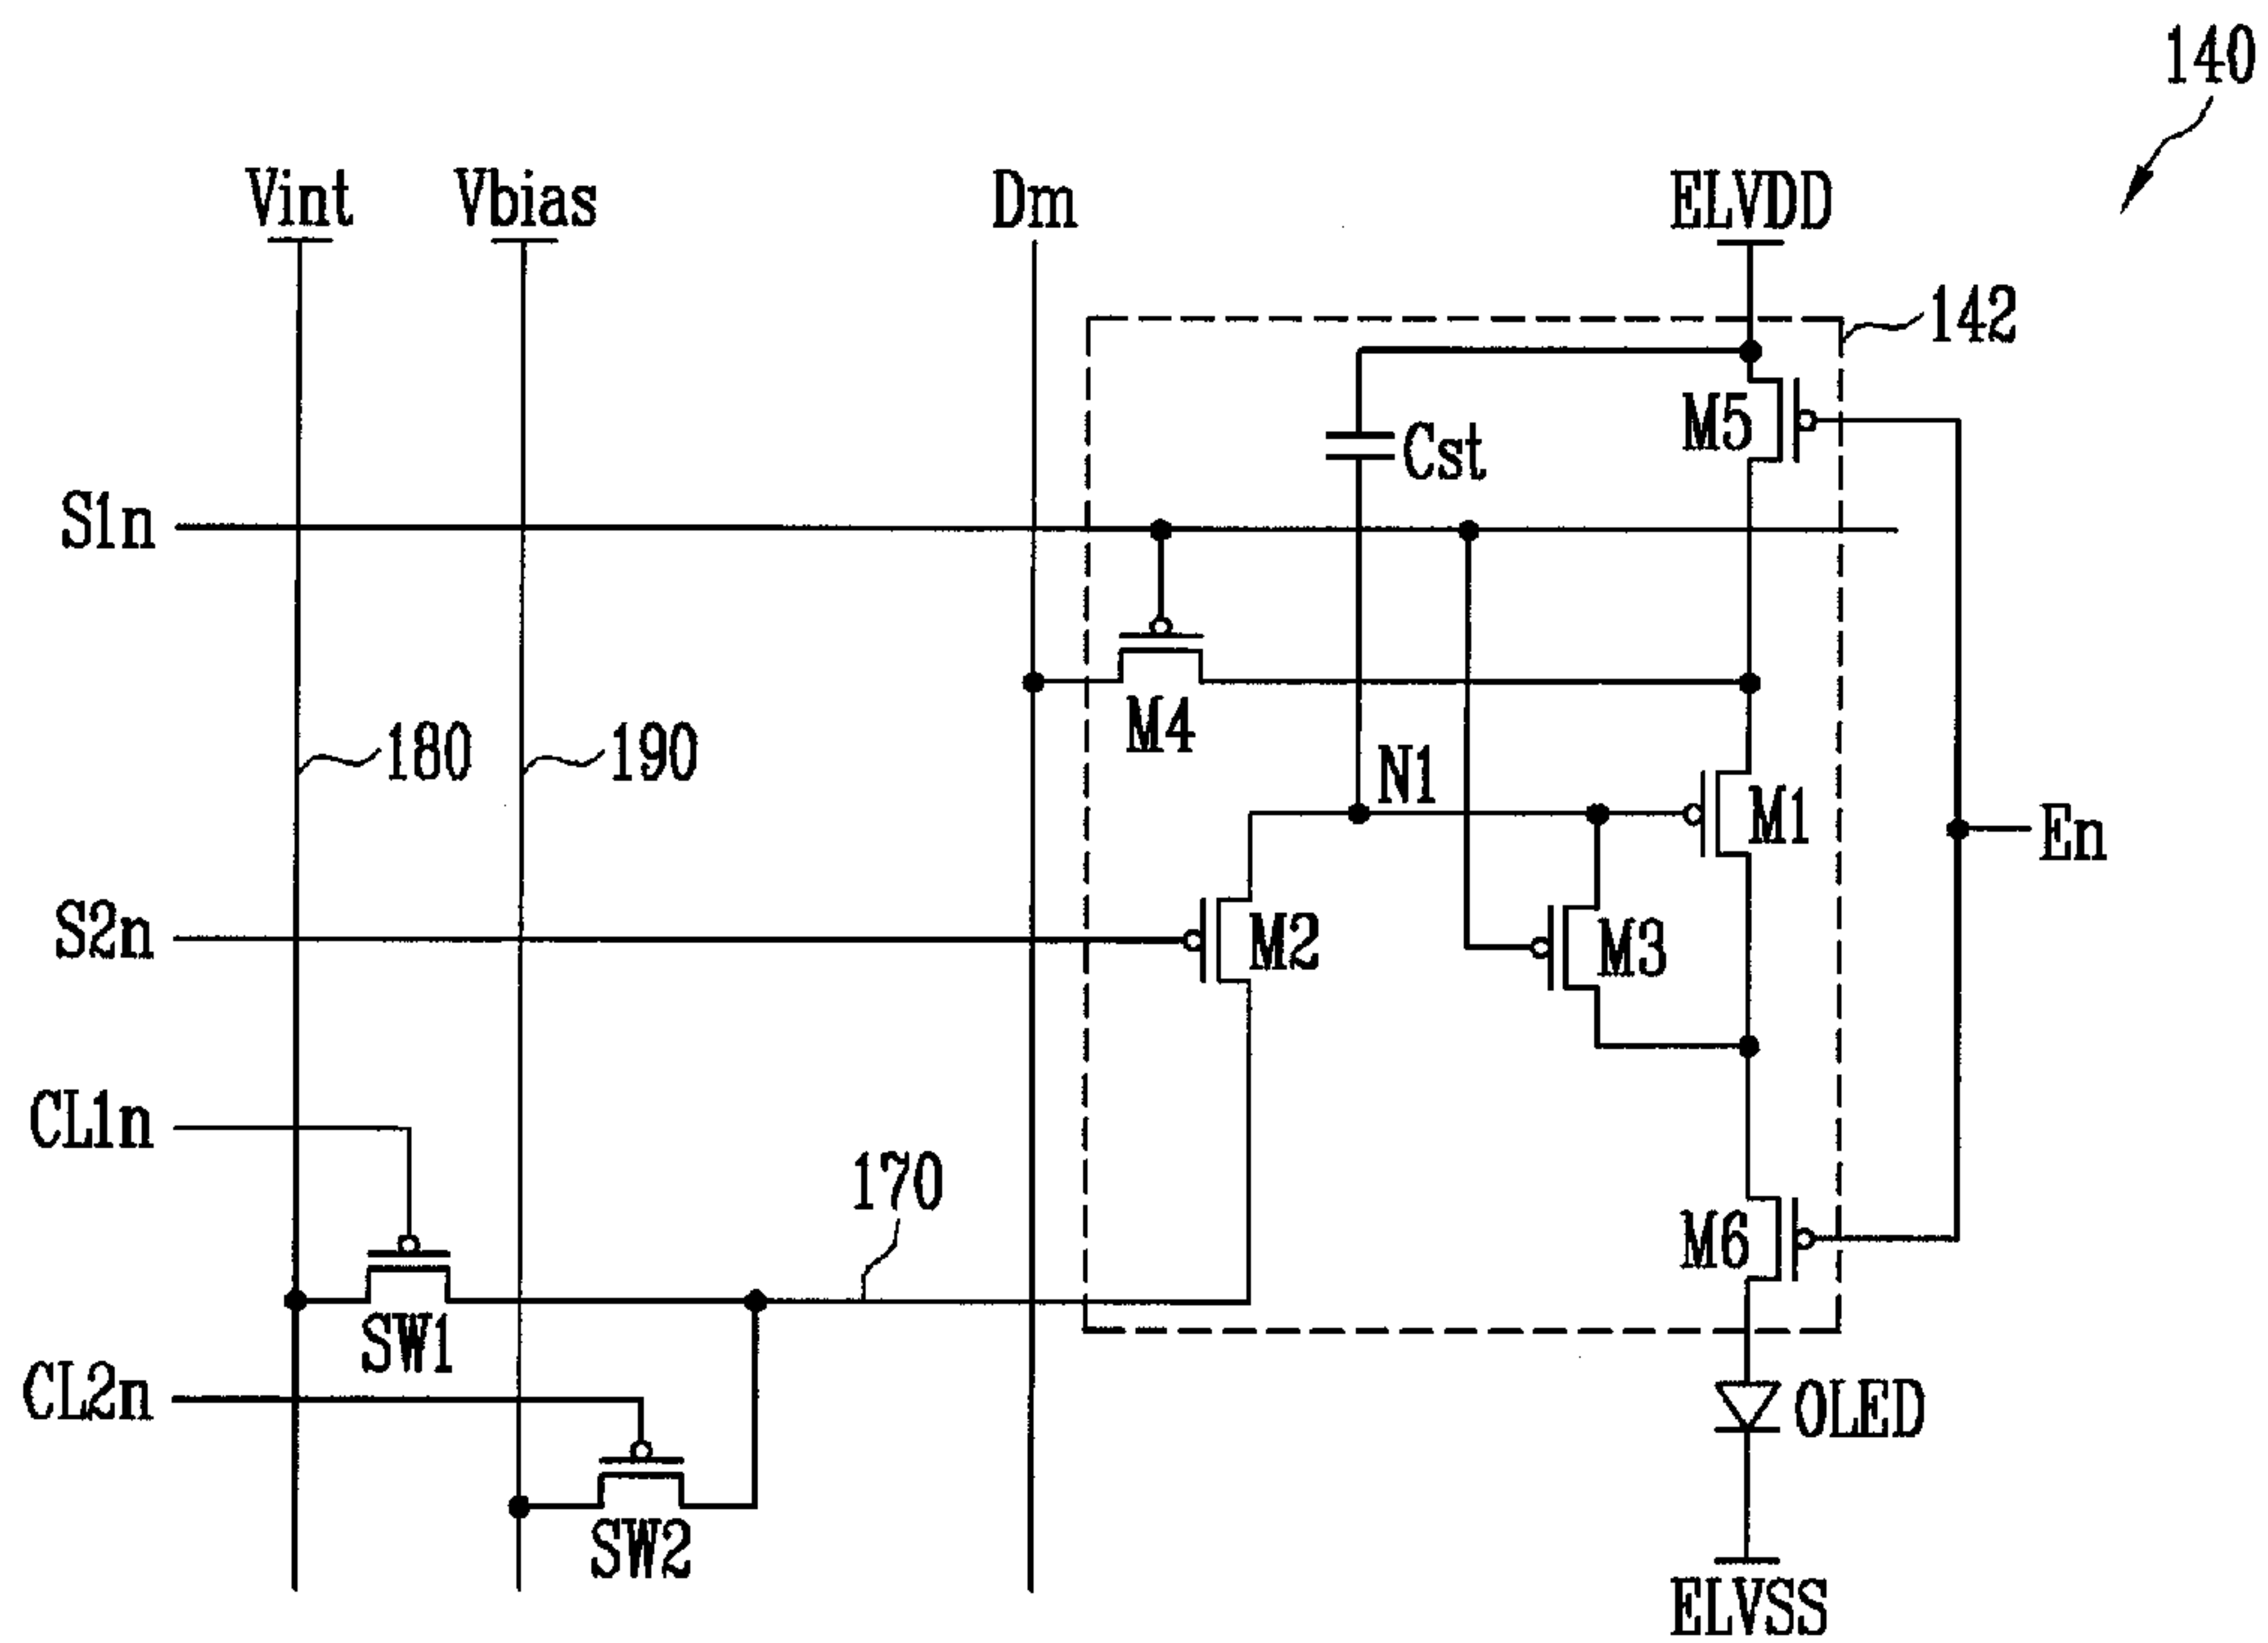 140
Vint
Vbias
Dm
ELVDD
142
M5
Cst
S1n
M4
180
190
N1
M1
En
S2n
M2
M3
CL1n
170
M6
SW1
CL2n
OLED
SW2
ELVSS